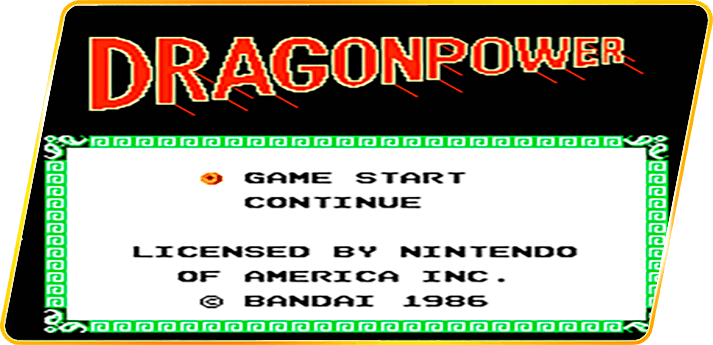 DRAGONPOWER
GAME START
CONTINUE
LICENSED BY NINTENDO
OF AMERICA INC.
© BANDAI 1986